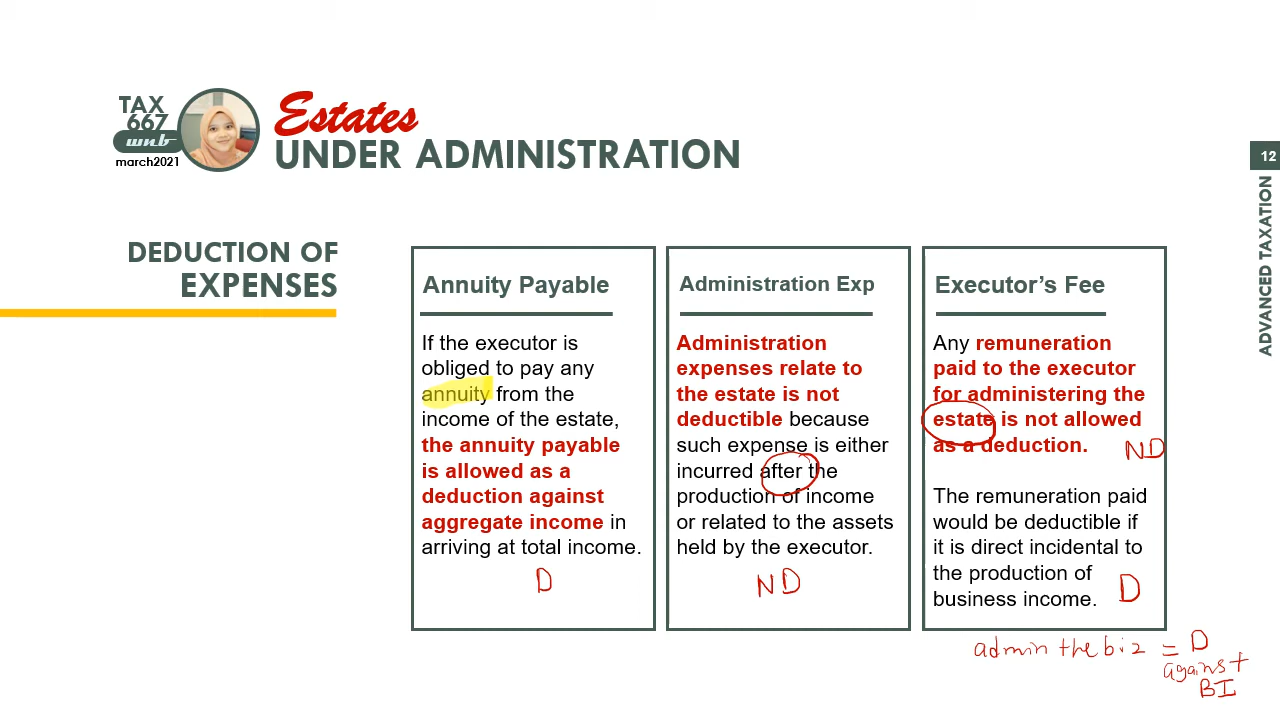 TAX
667
wnb
march2021
Estates
UNDER ADMINISTRATION
12
ADVANCED TAXATION
DEDUCTION OF
EXPENSES
Annuity Payable
If the executor is
obliged to pay any
annuity from the
income of the estate,
the annuity payable
is allowed as a
deduction against
aggregate income in
arriving at total income.
D
Administration Exp
Administration
expenses relate to
the estate is not
deductible because
such expense is either
incurred after the
production of income
or related to the assets
held by the executor.
ND
Executor's Fee
Any remuneration
paid to the executor
for administering the
estate is not allowed
as a deduction.
ND
The remuneration paid
would be deductible if
it is direct incidental to
the production of
business income.
D
admin the biz = D
against
BI